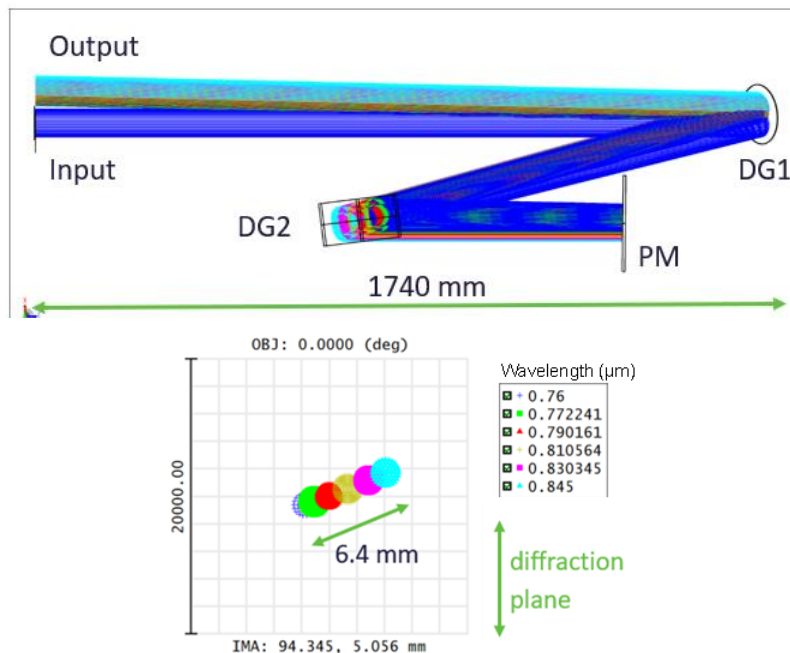 Output
Input
DG1
DG2
PM
1740 mm
OBJ: 0.0000 (deg)
20000.00
6.4 mm
IMA: 94.345, 5.056 mm
Wavelength (μm)
0.76
0.772241
0.790161
0.810564
0.830345
0.845
diffraction
plane